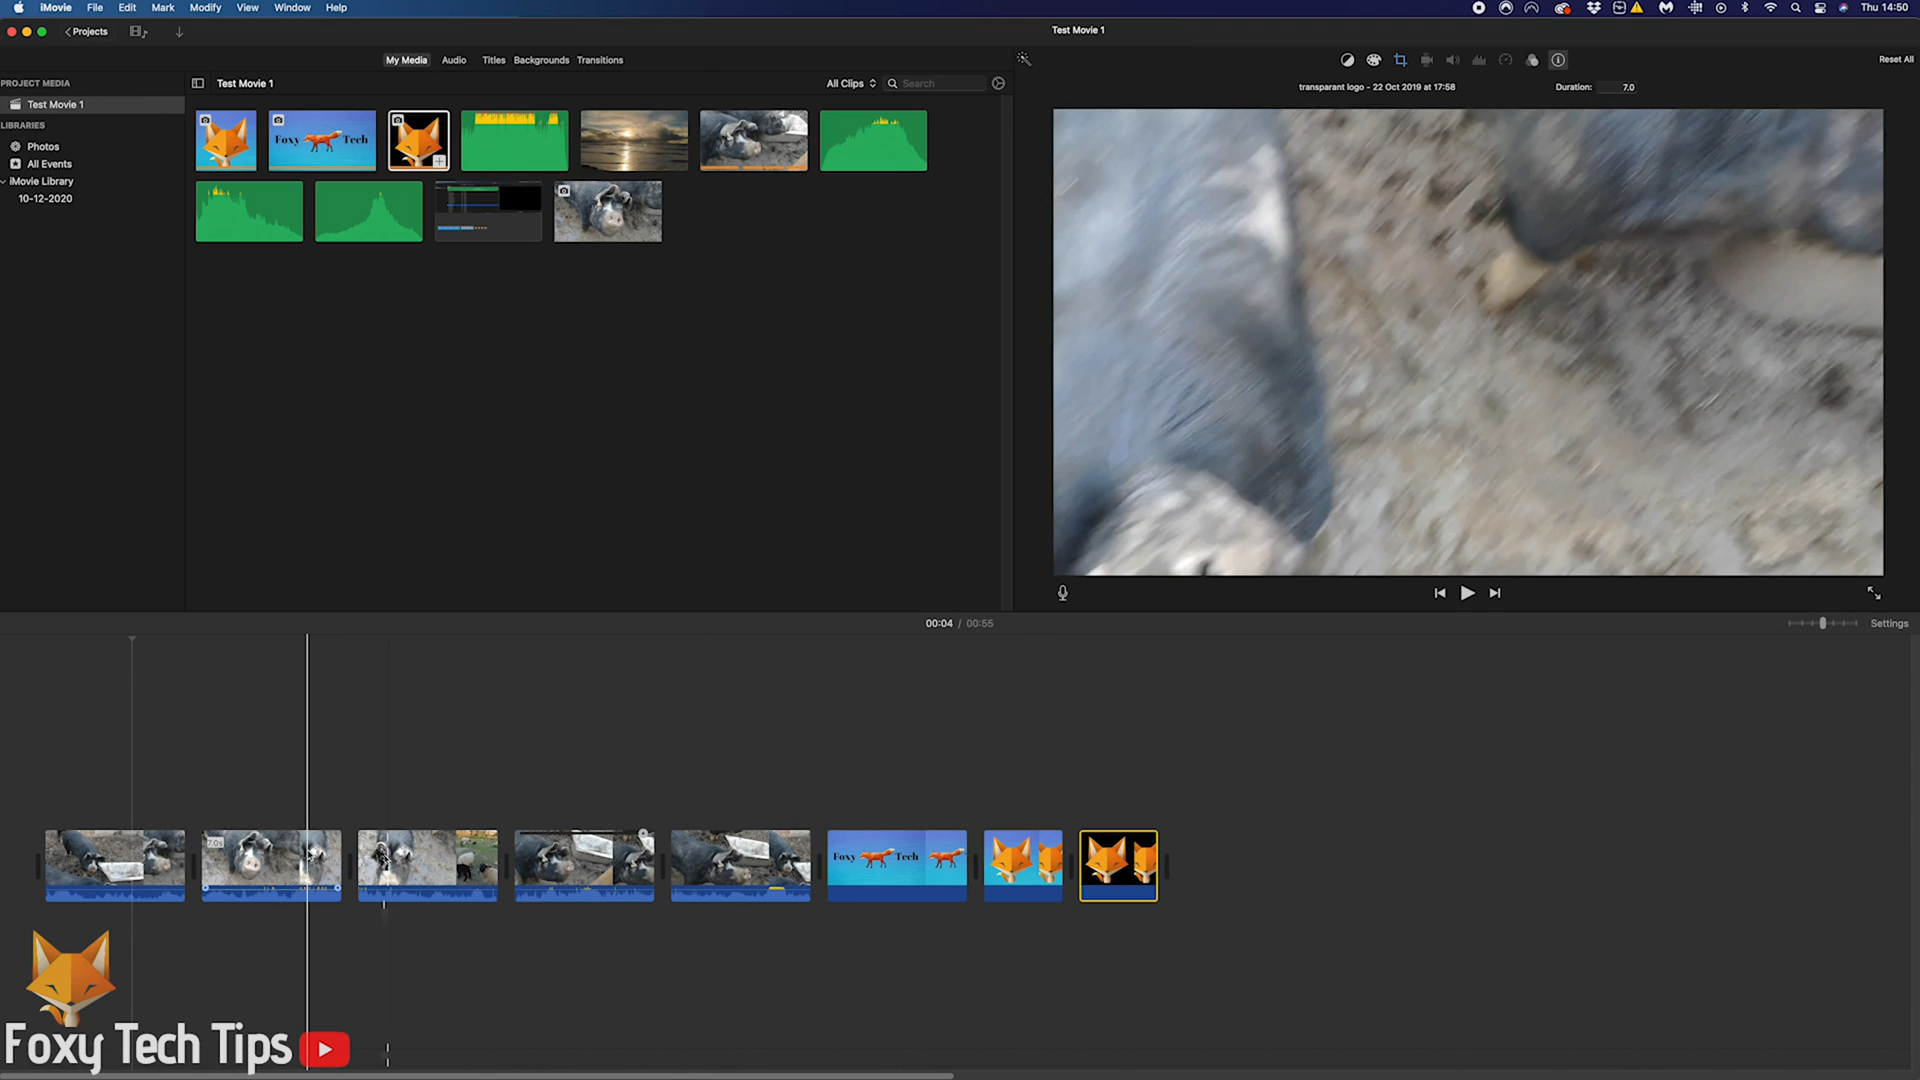 iMovie File Edit Mark Modify View Window Help Thu 14:50
Projects Test Movie 1
My Media Audio Titles Backgrounds Transitions Reset All
PROJECT MEDIA Test Movie 1 All Clips Search transparant logo - 22 Oct 2019 at 17:58 Duration: 7.0
Test Movie 1
LIBRARIES
Photos
All Events
iMovie Library
10-12-2020
Foxy Tech
00:04 / 00:55 Settings
7.0s
Foxy Tech
Foxy Tech Tips